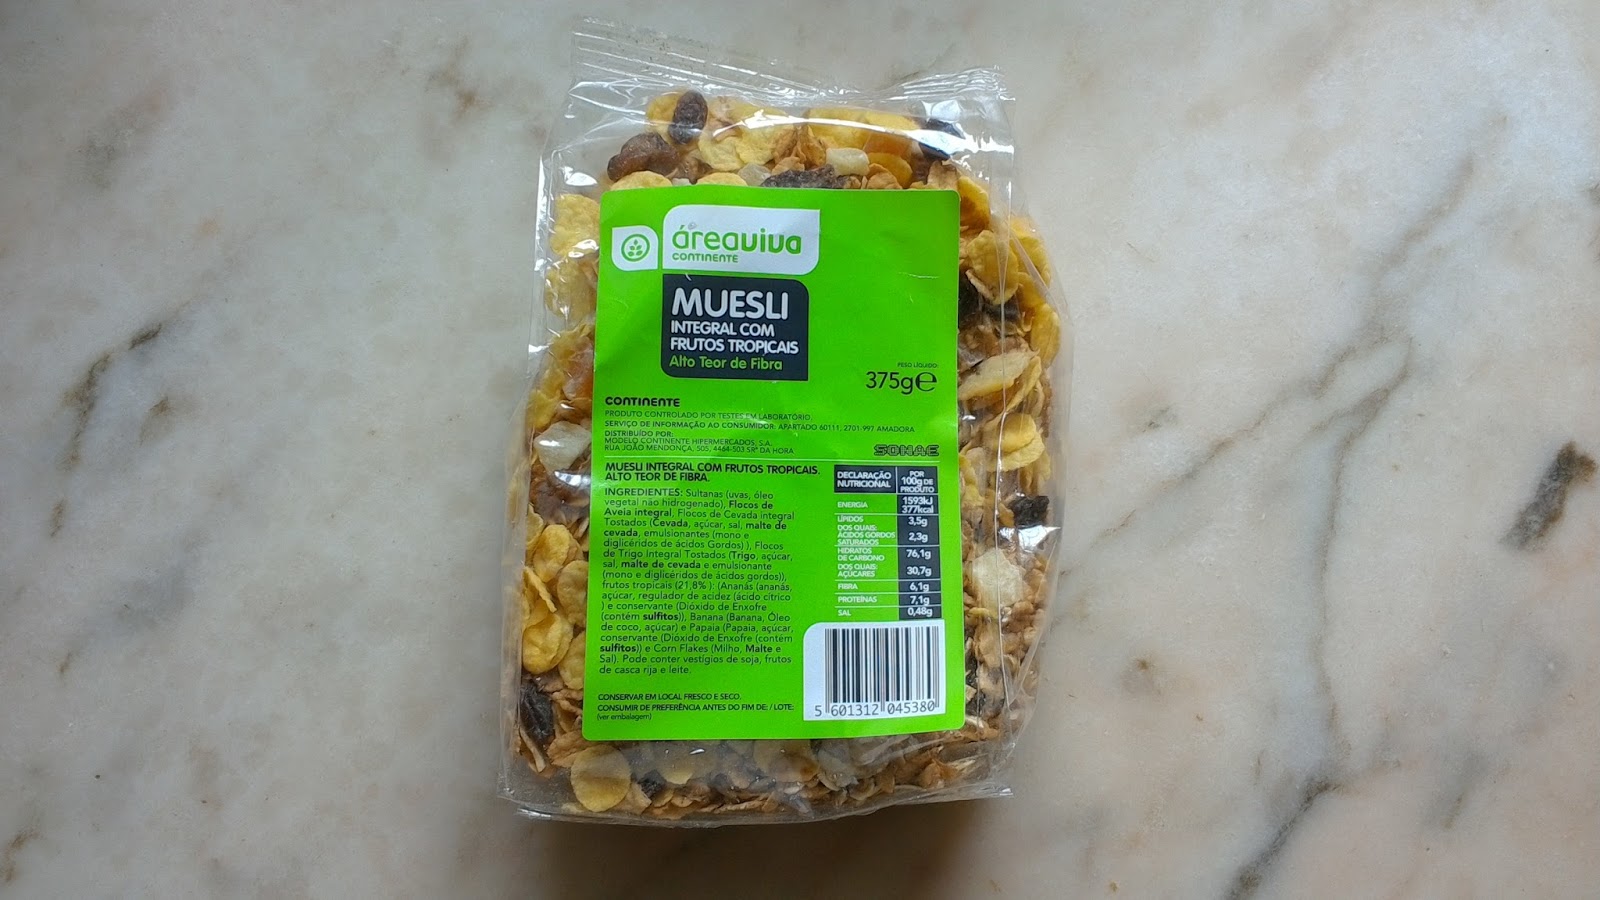 áreaviva
CONTINENTE
MUESLI
INTEGRAL COM
FRUTOS TROPICAIS
Alto Teor de Fibra
PESO LÍQUIDO:
375g℮
CONTINENTE
PRODUTO CONTROLADO POR TESTES EM LABORATÓRIO.
SERVIÇO DE INFORMAÇÃO AO CONSUMIDOR: APARTADO 60111, 2701-997 AMADORA
DISTRIBUÍDO POR:
MODELO CONTINENTE HIPERMERCADOS, S.A.
RUA JOÃO MENDONÇA, 505, 4464-503 SRª DA HORA
SONAE
MUESLI INTEGRAL COM FRUTOS TROPICAIS.
ALTO TEOR DE FIBRA.
INGREDIENTES: Sultanas (uvas, óleo
vegetal não hidrogenado), Flocos de
Aveia integral, Flocos de Cevada integral
Tostados (Cevada, açúcar, sal, malte de
cevada, emulsionantes (mono e
diglicéridos de ácidos Gordos) ), Flocos
de Trigo Integral Tostados (Trigo, açúcar,
sal, malte de cevada e emulsionante
(mono e diglicéridos de ácidos gordos)),
frutos tropicais (21,8% ): (Ananás (ananás,
açúcar, regulador de acidez (ácido cítrico
) e conservante (Dióxido de Enxofre
(contém sulfitos)), Banana (Banana, Óleo
de coco, açúcar) e Papaia (Papaia, açúcar,
conservante (Dióxido de Enxofre (contém
sulfitos)) e Corn Flakes (Milho, Malte e
Sal). Pode conter vestígios de soja, frutos
de casca rija e leite.
CONSERVAR EM LOCAL FRESCO E SECO.
CONSUMIR DE PREFERÊNCIA ANTES DO FIM DE: / LOTE:
(ver embalagem)
DECLARAÇÃO NUTRICIONAL POR 100g DE PRODUTO
ENERGIA 1593kJ
377kcal
LÍPIDOS 3,5g
DOS QUAIS:
ÁCIDOS GORDOS
SATURADOS 2,3g
HIDRATOS
DE CARBONO 76,1g
DOS QUAIS:
AÇÚCARES 30,7g
FIBRA 6,1g
PROTEÍNAS 7,1g
SAL 0,48g
5 601312 045380